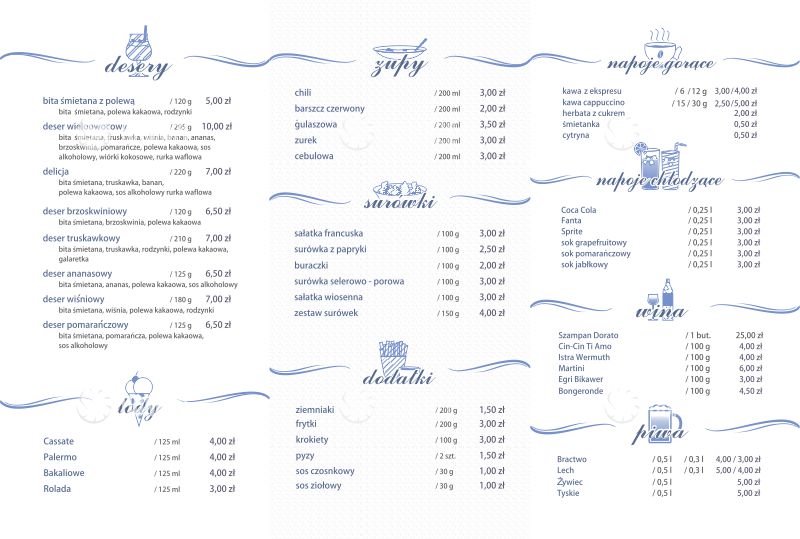 desery
bita śmietana z polewą / 120 g 5,00 zł
bita śmietana, polewa kakaowa, rodzynki
deser wieloowocowy / 295 g 10,00 zł
bita śmietana, truskawka, wiśnia, banan, ananas,
brzoskwinia, pomarańcze, polewa kakaowa, sos
alkoholowy, wiórki kokosowe, rurka waflowa
delicja / 220 g 7,00 zł
bita śmietana, truskawka, banan,
polewa kakaowa, sos alkoholowy rurka waflowa
deser brzoskwiniowy / 120 g 6,50 zł
bita śmietana, brzoskwinia, polewa kakaowa
deser truskawkowy / 210 g 7,00 zł
bita śmietana, truskawka, rodzynki, polewa kakaowa,
galaretka
deser ananasowy / 125 g 6,50 zł
bita śmietana, ananas, polewa kakaowa, sos alkoholowy
deser wiśniowy / 180 g 7,00 zł
bita śmietana, wiśnia, polewa kakaowa, rodzynki
deser pomarańczowy / 125 g 6,50 zł
bita śmietana, pomarańcza, polewa kakaowa,
sos alkoholowy
lody
Cassate / 125 ml 4,00 zł
Palermo / 125 ml 4,00 zł
Bakaliowe / 125 ml 4,00 zł
Rolada / 125 ml 3,00 zł
zupy
chili / 200 ml 3,00 zł
barszcz czerwony / 200 ml 2,00 zł
gulaszowa / 200 ml 3,50 zł
żurek / 200 ml 3,00 zł
cebulowa / 200 ml 3,00 zł
surówki
sałatka francuska / 100 g 3,00 zł
surówka z papryki / 100 g 2,50 zł
buraczki / 100 g 2,00 zł
surówka selerowo - porowa / 100 g 3,00 zł
sałatka wiosenna / 100 g 3,00 zł
zestaw surówek / 150 g 4,00 zł
dodatki
ziemniaki / 200 g 1,50 zł
frytki / 200 g 3,00 zł
krokiety / 100 g 3,00 zł
pyzy / 2 szt. 1,50 zł
sos czosnkowy / 30 g 1,00 zł
sos ziołowy / 30 g 1,00 zł
napoje gorące
kawa z ekspresu / 6 / 12 g 3,00/ 4,00 zł
kawa cappuccino / 15 / 30 g 2,50/ 5,00 zł
herbata z cukrem 2,00 zł
śmietanka 0,50 zł
cytryna 0,50 zł
napoje chłodzące
Coca Cola / 0,25 l 3,00 zł
Fanta / 0,25 l 3,00 zł
Sprite / 0,25 l 3,00 zł
sok grapefruitowy / 0,25 l 3,00 zł
sok pomarańczowy / 0,25 l 3,00 zł
sok jabłkowy / 0,25 l 3,00 zł
wina
Szampan Dorato / 1 but. 25,00 zł
Cin-Cin Ti Amo / 100 g 4,00 zł
Istra Wermuth / 100 g 4,00 zł
Martini / 100 g 6,00 zł
Egri Bikawer / 100 g 3,00 zł
Bongeronde / 100 g 4,50 zł
piwa
Bractwo / 0,5 l / 0,3 l 4,00 / 3,00 zł
Lech / 0,5 l / 0,3 l 5,00 / 4,00 zł
Żywiec / 0,5 l 5,00 zł
Tyskie / 0,5 l 5,00 zł